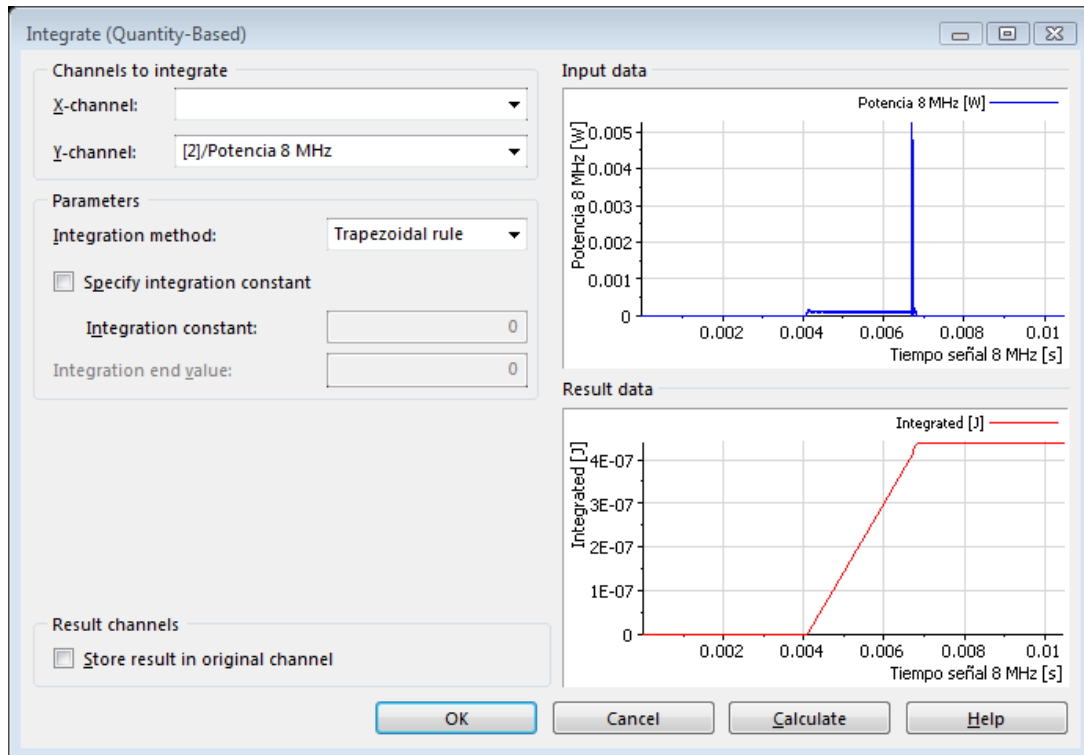 Integrate (Quantity-Based)
Channels to integrate
X-channel:
Y-channel: [2]/Potencia 8 MHz
Parameters
Integration method: Trapezoidal rule
Specify integration constant
Integration constant: 0
Integration end value: 0
Result channels
Store result in original channel
Input data
Potencia 8 MHz [W]
Potencia 8 MHz [W]
0.005
0.004
0.003
0.002
0.001
0
0.002 0.004 0.006 0.008 0.01
Tiempo señal 8 MHz [s]
Result data
Integrated [J]
Integrated [J]
4E-07
3E-07
2E-07
1E-07
0
0.002 0.004 0.006 0.008 0.01
Tiempo señal 8 MHz [s]
OK Cancel Calculate Help